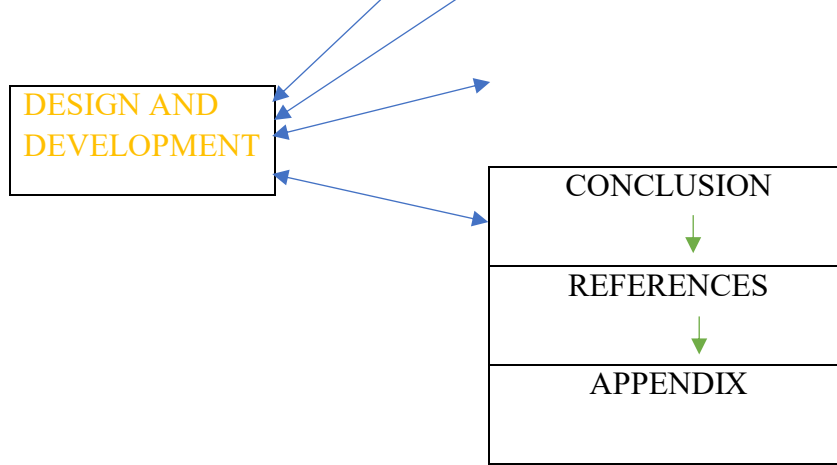 DESIGN AND
DEVELOPMENT
CONCLUSION
REFERENCES
APPENDIX